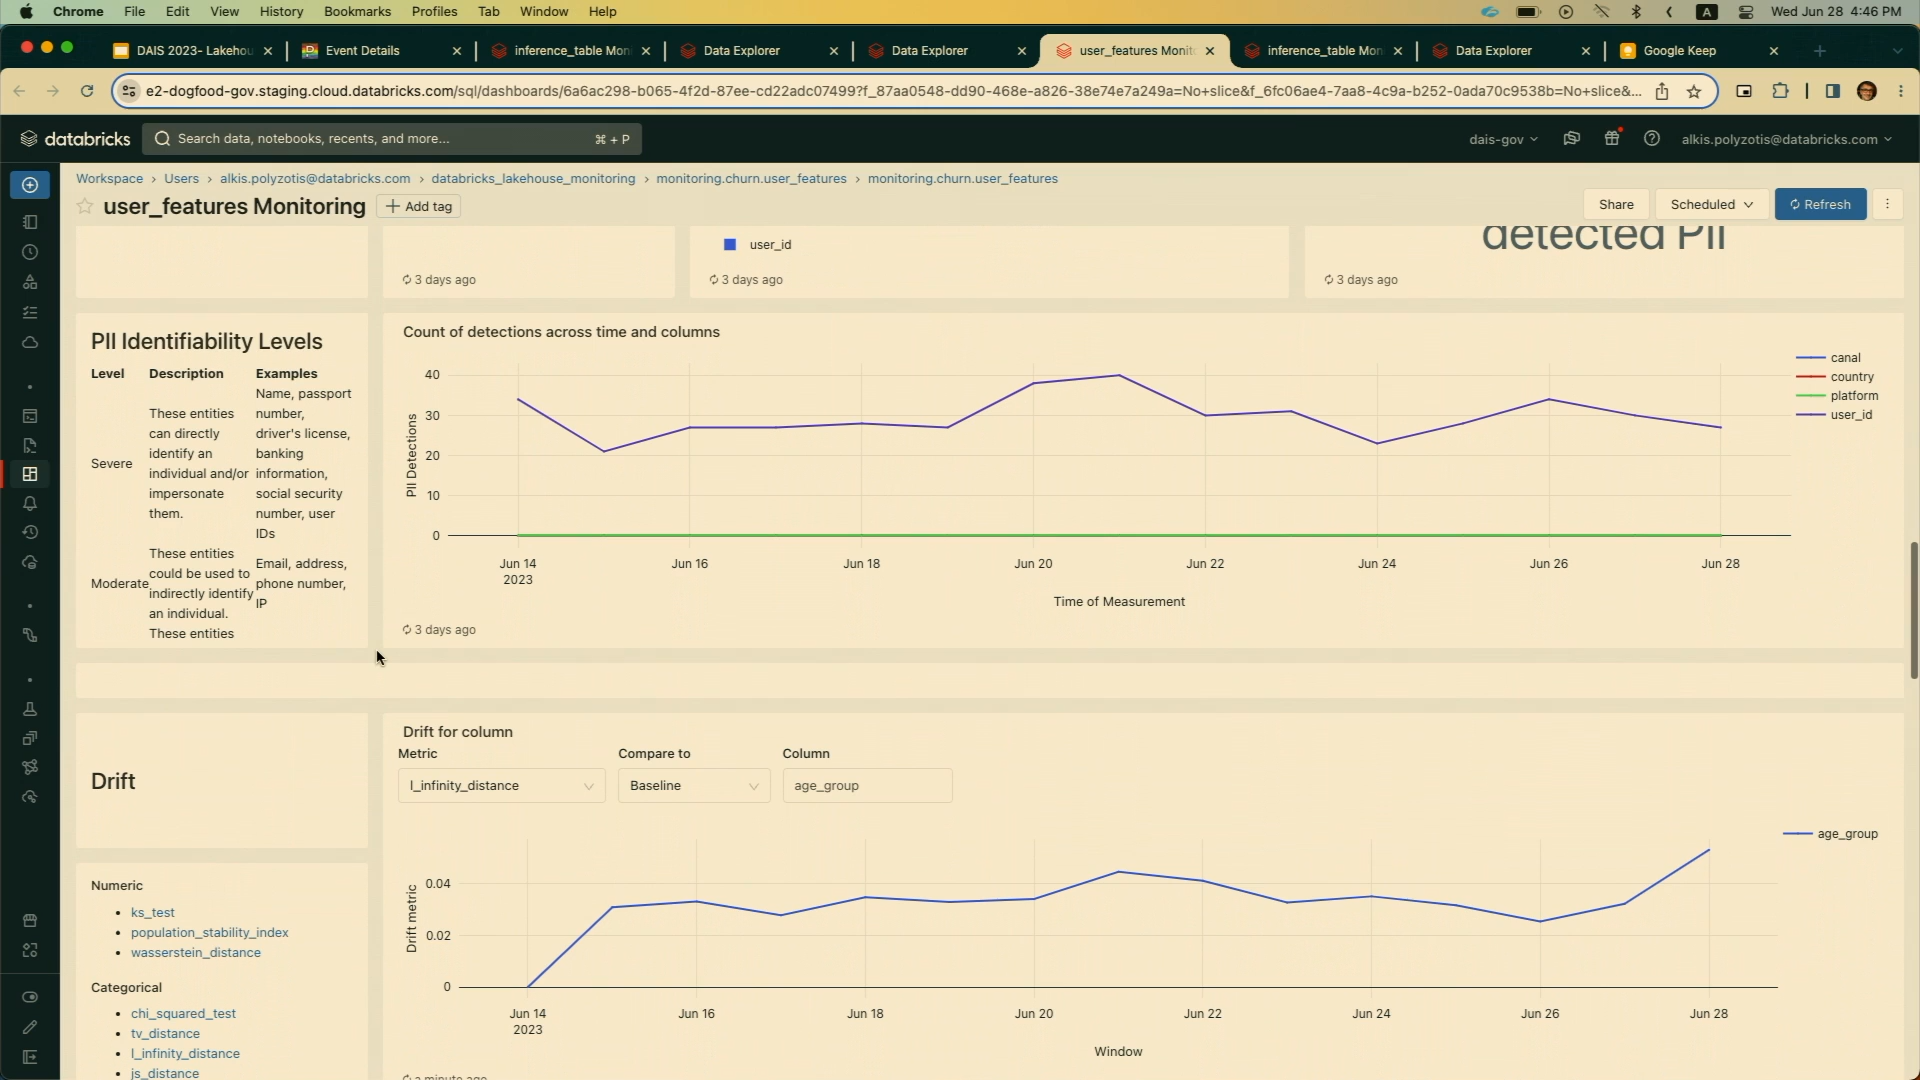 Chrome File Edit View History Bookmarks Profiles Tab Window Help A Wed Jun 28 4:46 PM
DAIS 2023- Lakehou Event Details inference_table Moni Data Explorer Data Explorer user_features Monito inference_table Mon Data Explorer Google Keep
e2-dogfood-gov.staging.cloud.databricks.com/sql/dashboards/6a6ac298-b065-4f2d-87ee-cd22adc07499?f_87aa0548-dd90-468e-a826-38e74e7a249a=No+slice&f_6fc06ae4-7aa8-4c9a-b252-0ada70c9538b=No+slice&...
databricks Search data, notebooks, recents, and more... ⌘ + P dais-gov alkis.polyzotis@databricks.com
Workspace > Users > alkis.polyzotis@databricks.com > databricks_lakehouse_monitoring > monitoring.churn.user_features > monitoring.churn.user_features
user_features Monitoring + Add tag Share Scheduled Refresh
user_id
detected PII
3 days ago 3 days ago 3 days ago
PII Identifiability Levels
Level Description Examples
Severe
These entities
can directly
identify an
individual and/or
impersonate
them.
Name, passport
number,
driver's license,
banking
information,
social security
number, user
IDs
Moderate
These entities
could be used to
indirectly identify
an individual.
Email, address,
phone number,
IP
These entities
Count of detections across time and columns
PII Detections
40
30
20
10
0
Jun 14 Jun 16 Jun 18 Jun 20 Jun 22 Jun 24 Jun 26 Jun 28
2023
Time of Measurement
canal
country
platform
user_id
3 days ago
Drift
Drift for column
Metric Compare to Column
l_infinity_distance Baseline age_group
age_group
Drift metric
0.04
0.02
0
Jun 14 Jun 16 Jun 18 Jun 20 Jun 22 Jun 24 Jun 26 Jun 28
2023
Window
a minute ago
Numeric
• ks_test
• population_stability_index
• wasserstein_distance
Categorical
• chi_squared_test
• tv_distance
• l_infinity_distance
• js_distance